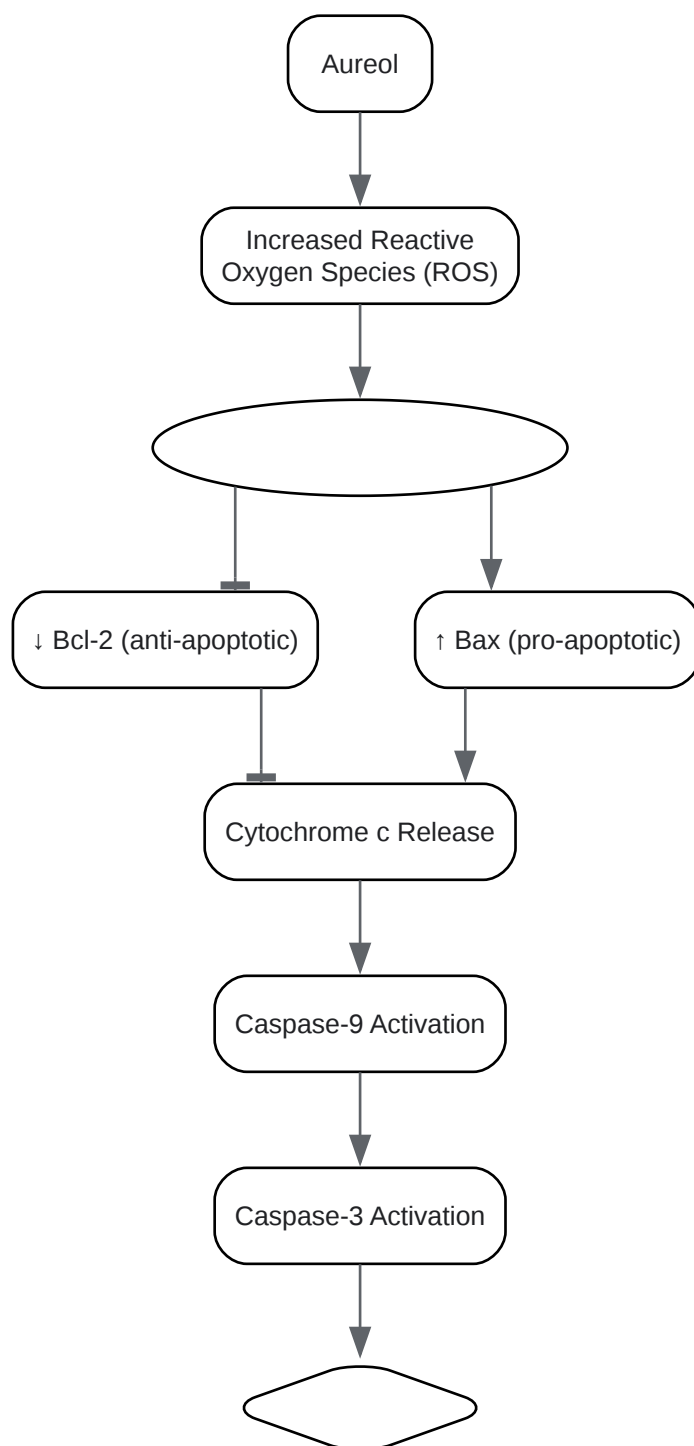 Aureol
Increased Reactive
Oxygen Species (ROS)
↓ Bcl-2 (anti-apoptotic)
↑ Bax (pro-apoptotic)
Cytochrome c Release
Caspase-9 Activation
Caspase-3 Activation